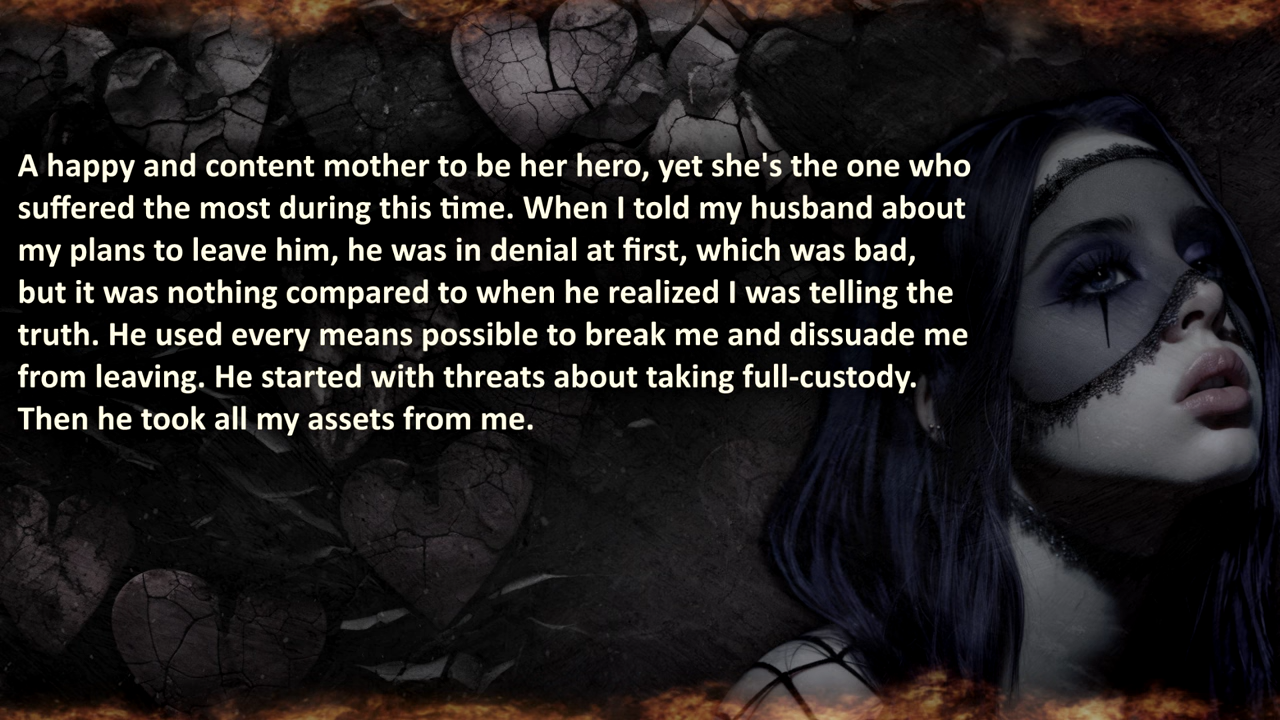 A happy and content mother to be her hero, yet she's the one who
suffered the most during this time. When I told my husband about
my plans to leave him, he was in denial at first, which was bad,
but it was nothing compared to when he realized I was telling the
truth. He used every means possible to break me and dissuade me
from leaving. He started with threats about taking full-custody.
Then he took all my assets from me.